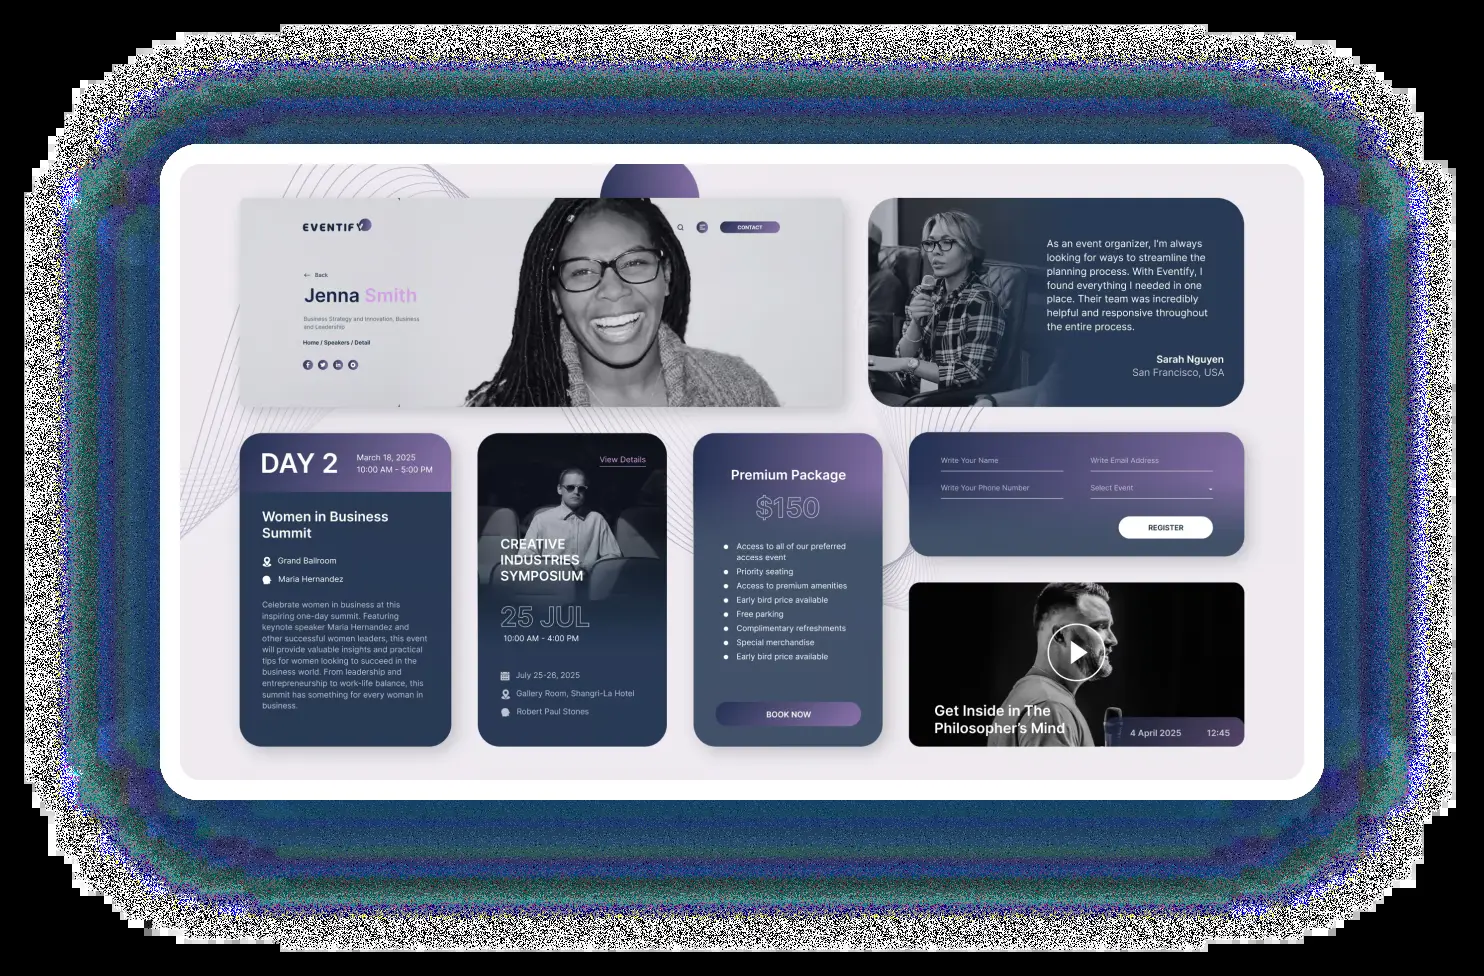 EVENTIFY
CONTACT
Back
Jenna Smith
Business Strategy and Innovation, Business
and Leadership
Home / Speakers / Detail
As an event organizer, I'm always
looking for ways to streamline the
planning process. With Eventify, I
found everything I needed in one
place. Their team was incredibly
helpful and responsive throughout
the entire process.
Sarah Nguyen
San Francisco, USA
DAY 2
March 18, 2025
10:00 AM - 5:00 PM
Women in Business
Summit
Grand Ballroom
Maria Hernandez
Celebrate women in business at this
inspiring one-day summit. Featuring
keynote speaker Maria Hernandez and
other successful women leaders, this event
will provide valuable insights and practical
tips for women looking to succeed in the
business world. From leadership and
entrepreneurship to work-life balance, this
summit has something for every woman in
business.
View Details
CREATIVE
INDUSTRIES
SYMPOSIUM
25 JUL
10:00 AM - 4:00 PM
July 25-26, 2025
Gallery Room, Shangri-La Hotel
Robert Paul Stones
Premium Package
$150
Access to all of our preferred
access event
Priority seating
Access to premium amenities
Early bird price available
Free parking
Complimentary refreshments
Special merchandise
Early bird price available
BOOK NOW
Write Your Name
Write Email Address
Write Your Phone Number
Select Event
REGISTER
Get Inside in The
Philosopher's Mind
4 April 2025
12:45